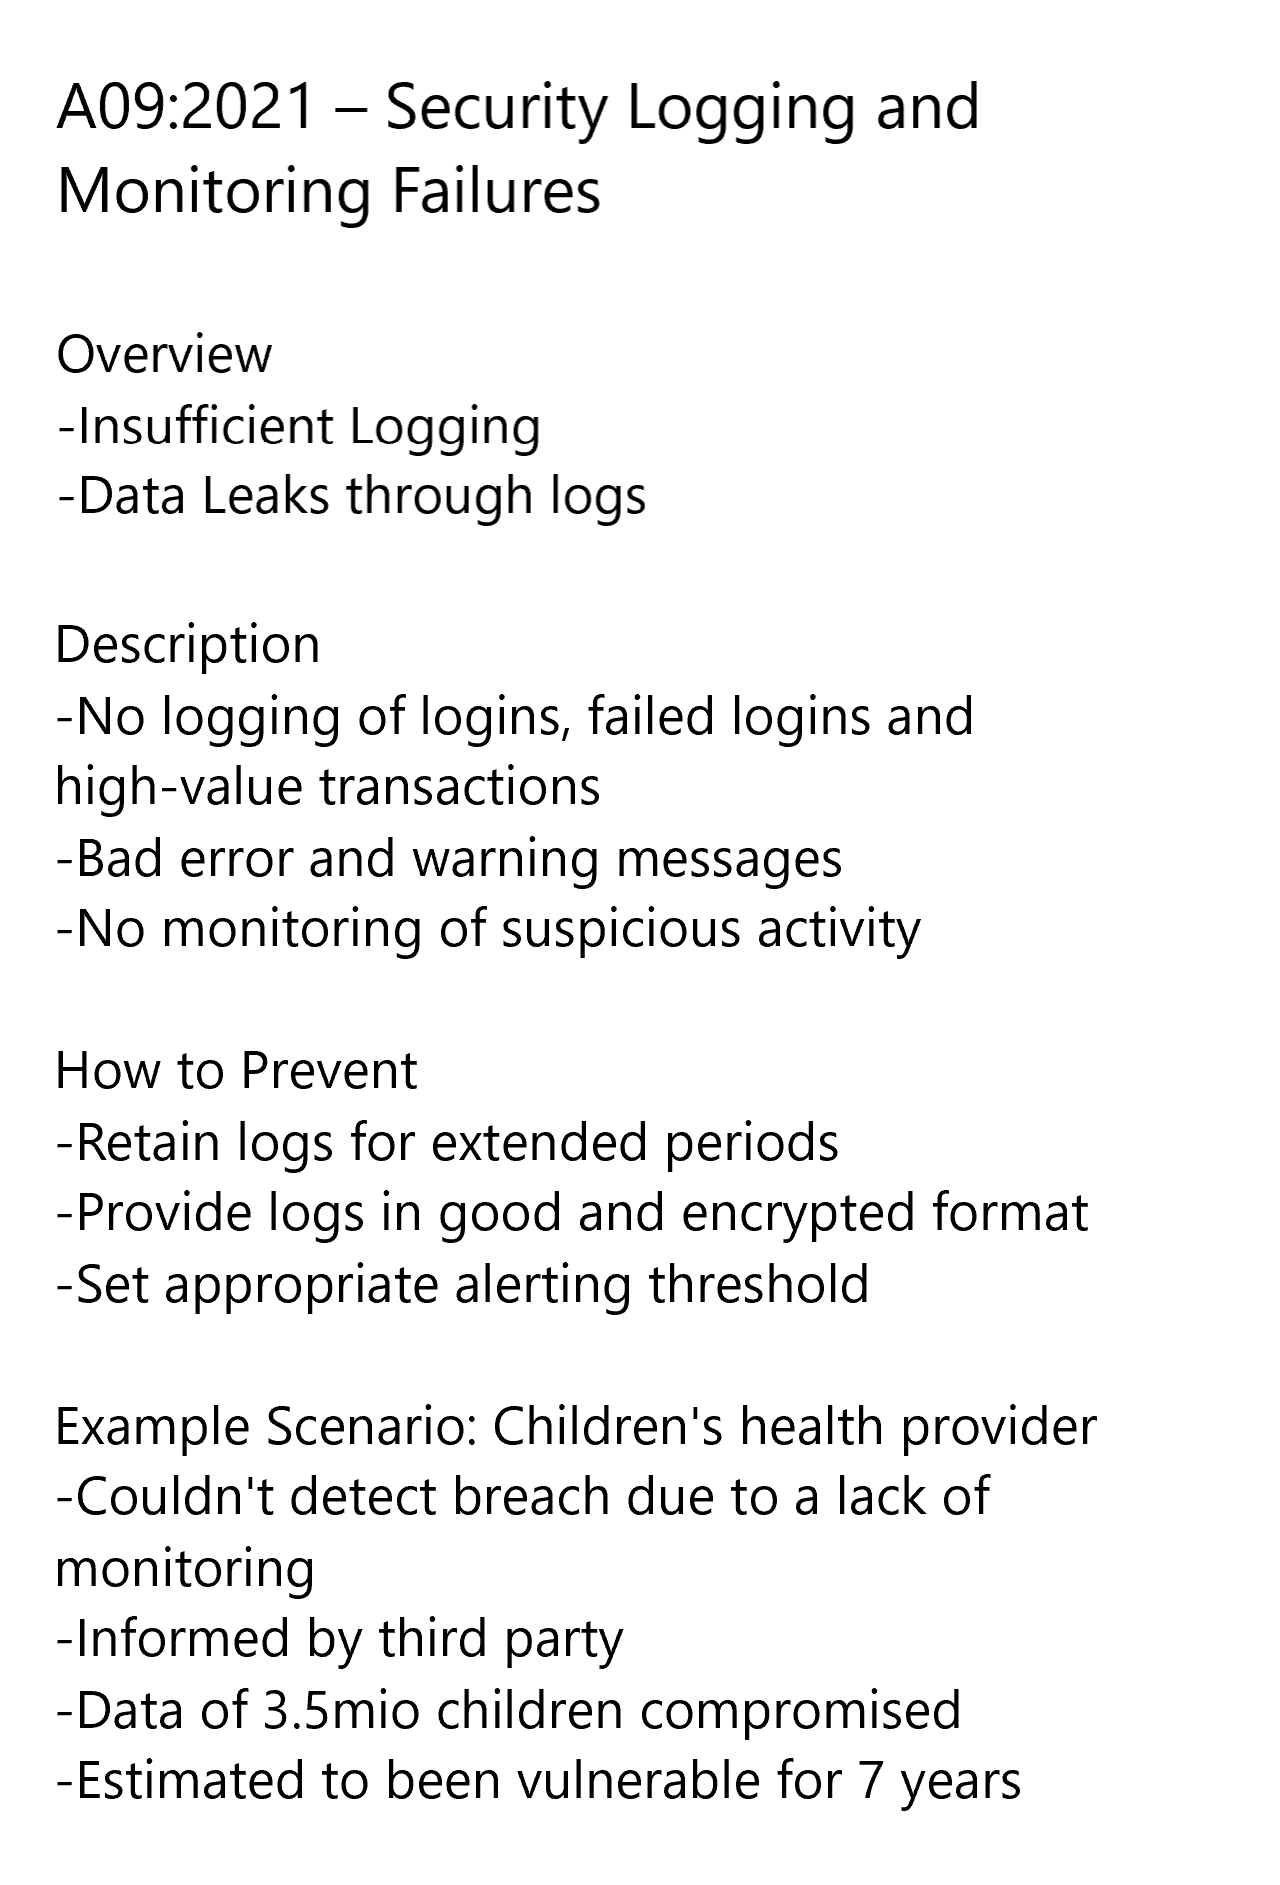 A09:2021 – Security Logging and
Monitoring Failures
Overview
-Insufficient Logging
-Data Leaks through logs
Description
-No logging of logins, failed logins and
high-value transactions
-Bad error and warning messages
-No monitoring of suspicious activity
How to Prevent
-Retain logs for extended periods
-Provide logs in good and encrypted format
-Set appropriate alerting threshold
Example Scenario: Children's health provider
-Couldn't detect breach due to a lack of
monitoring
-Informed by third party
-Data of 3.5mio children compromised
-Estimated to been vulnerable for 7 years